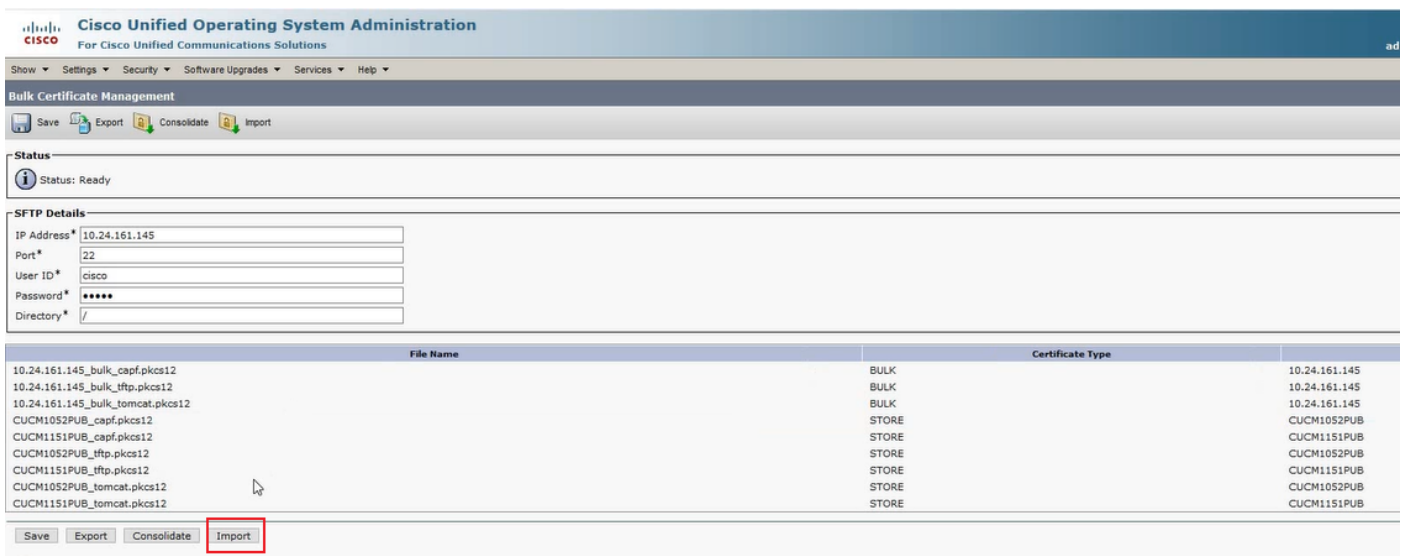 Cisco Unified Operating System Administration
CISCO
For Cisco Unified Communications Solutions
ad
Show Settings Security Software Upgrades Services Help
Bulk Certificate Management
Save Export Consolidate Import
Status
Status: Ready
SFTP Details
IP Address* 10.24.161.145
Port* 22
User ID* cisco
Password* •••••
Directory* /
File Name Certificate Type
10.24.161.145_bulk_capf.pkcs12 BULK 10.24.161.145
10.24.161.145_bulk_tftp.pkcs12 BULK 10.24.161.145
10.24.161.145_bulk_tomcat.pkcs12 BULK 10.24.161.145
CUCM1052PUB_capf.pkcs12 STORE CUCM1052PUB
CUCM1151PUB_capf.pkcs12 STORE CUCM1151PUB
CUCM1052PUB_tftp.pkcs12 STORE CUCM1052PUB
CUCM1151PUB_tftp.pkcs12 STORE CUCM1151PUB
CUCM1052PUB_tomcat.pkcs12 STORE CUCM1052PUB
CUCM1151PUB_tomcat.pkcs12 STORE CUCM1151PUB
Save Export Consolidate Import